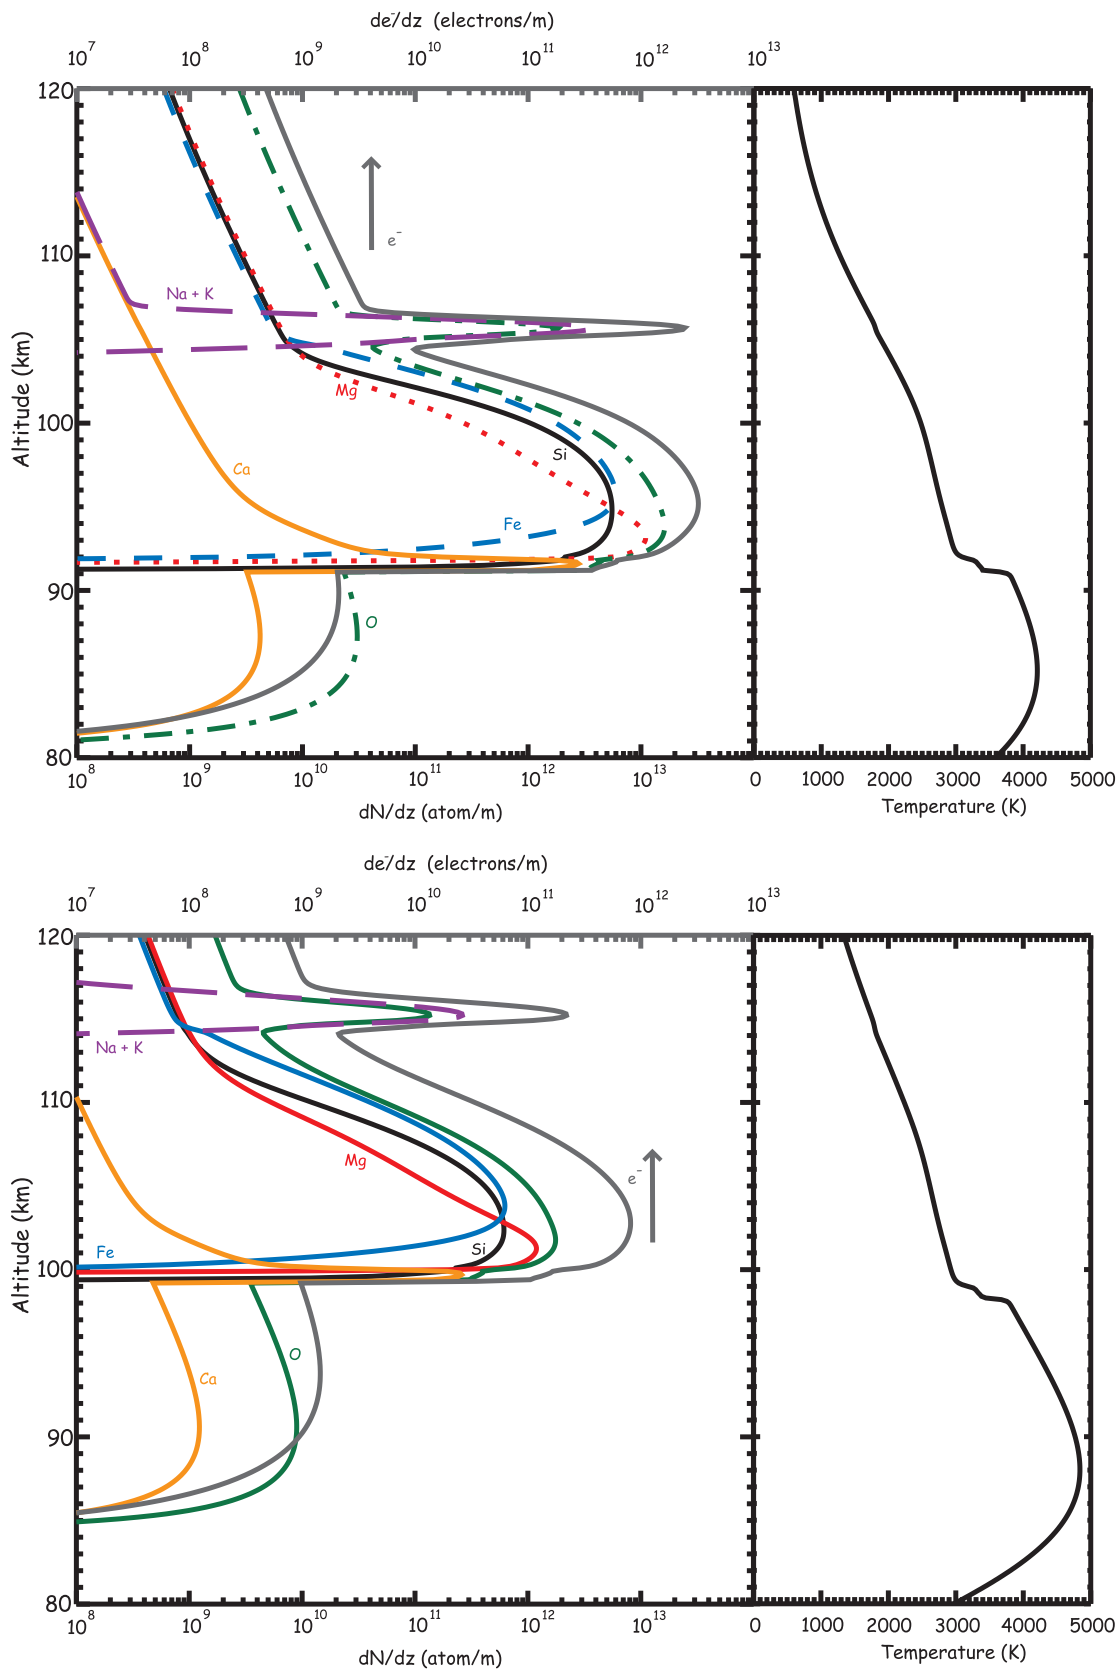 de⁻/dz (electrons/m)
10⁷ 10⁸ 10⁹ 10¹⁰ 10¹¹ 10¹² 10¹³
120
e⁻
110
Na + K
Altitude (km)
Mg
100
Si
Ca
Fe
90
O
80
10⁸ 10⁹ 10¹⁰ 10¹¹ 10¹² 10¹³ 0 1000 2000 3000 4000 5000
dN/dz (atom/m) Temperature (K)
de⁻/dz (electrons/m)
10⁷ 10⁸ 10⁹ 10¹⁰ 10¹¹ 10¹² 10¹³
120
Na + K
110
Mg
e⁻
Altitude (km)
Fe
Si
100
O
Ca
90
80
10⁸ 10⁹ 10¹⁰ 10¹¹ 10¹² 10¹³ 0 1000 2000 3000 4000 5000
dN/dz (atom/m) Temperature (K)